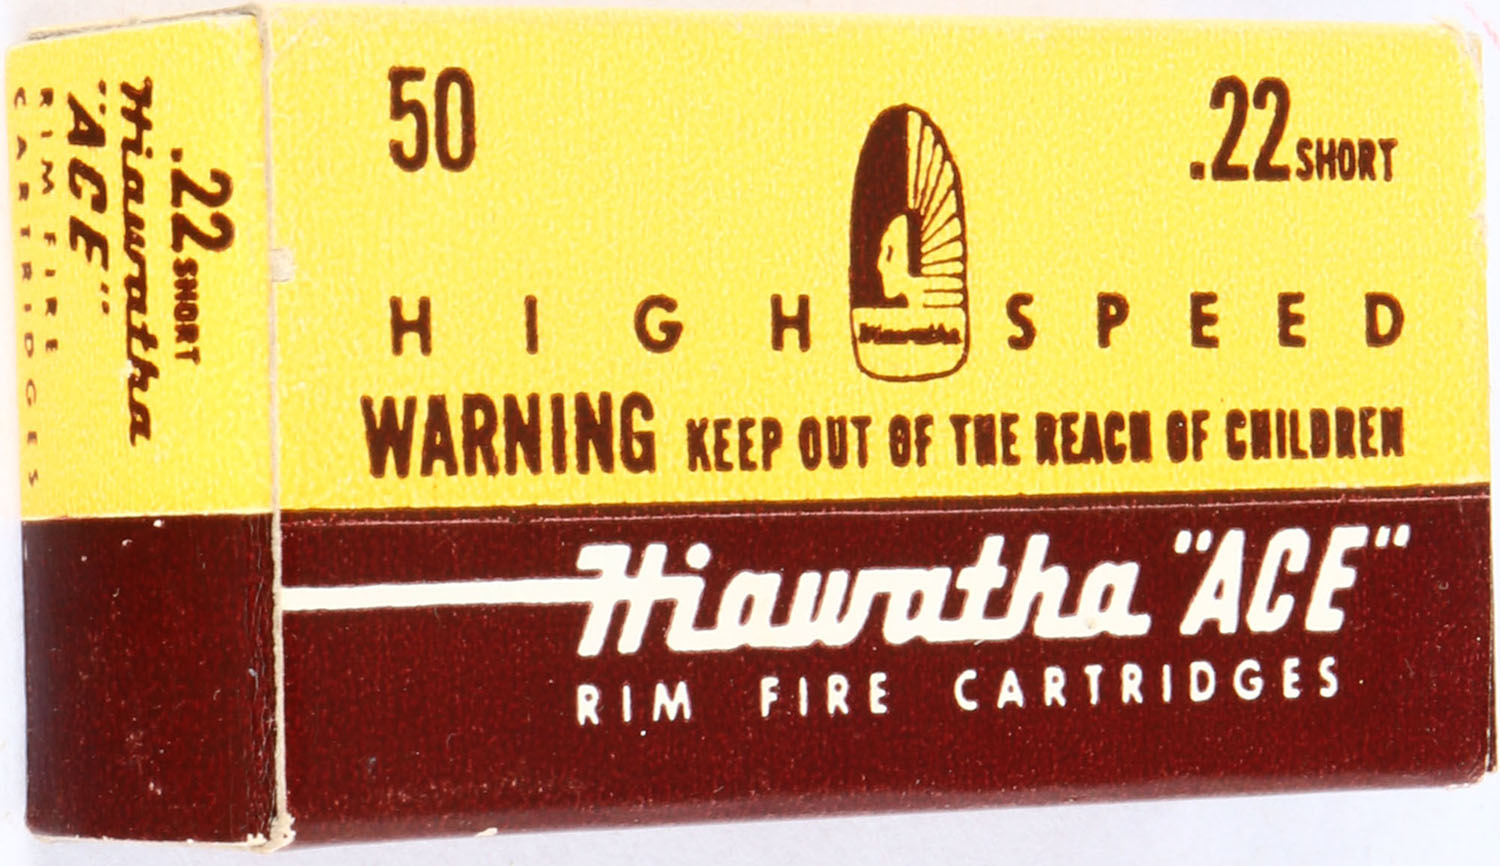 50
.22 SHORT
HIGH SPEED
Hiawatha
WARNING KEEP OUT OF THE REACH OF CHILDREN
Hiawatha "ACE"
RIM FIRE CARTRIDGES
.22 SHORT
Hiawatha
"ACE"
RIM FIRE
CARTRIDGES